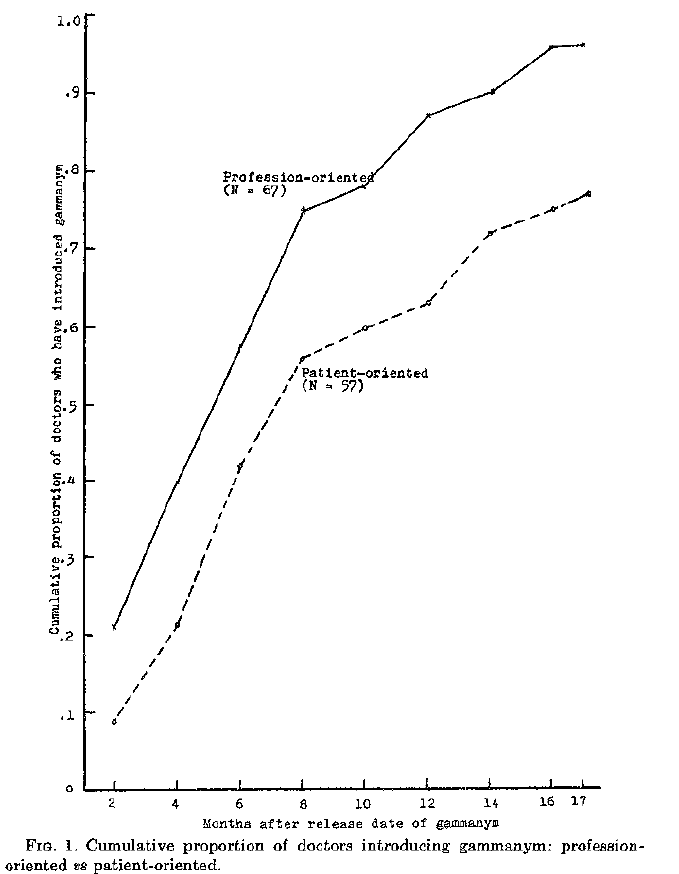 1.0
.9
.8
.7
.6
.5
.4
.3
.2
.1
0
Cumulative proportion of doctors who have introduced gammanym
Profession-oriented
(N = 67)
Patient-oriented
(N = 57)
2 4 6 8 10 12 14 16 17
Months after release date of gammanym
FIG. 1. Cumulative proportion of doctors introducing gammanym: profession-
oriented vs patient-oriented.